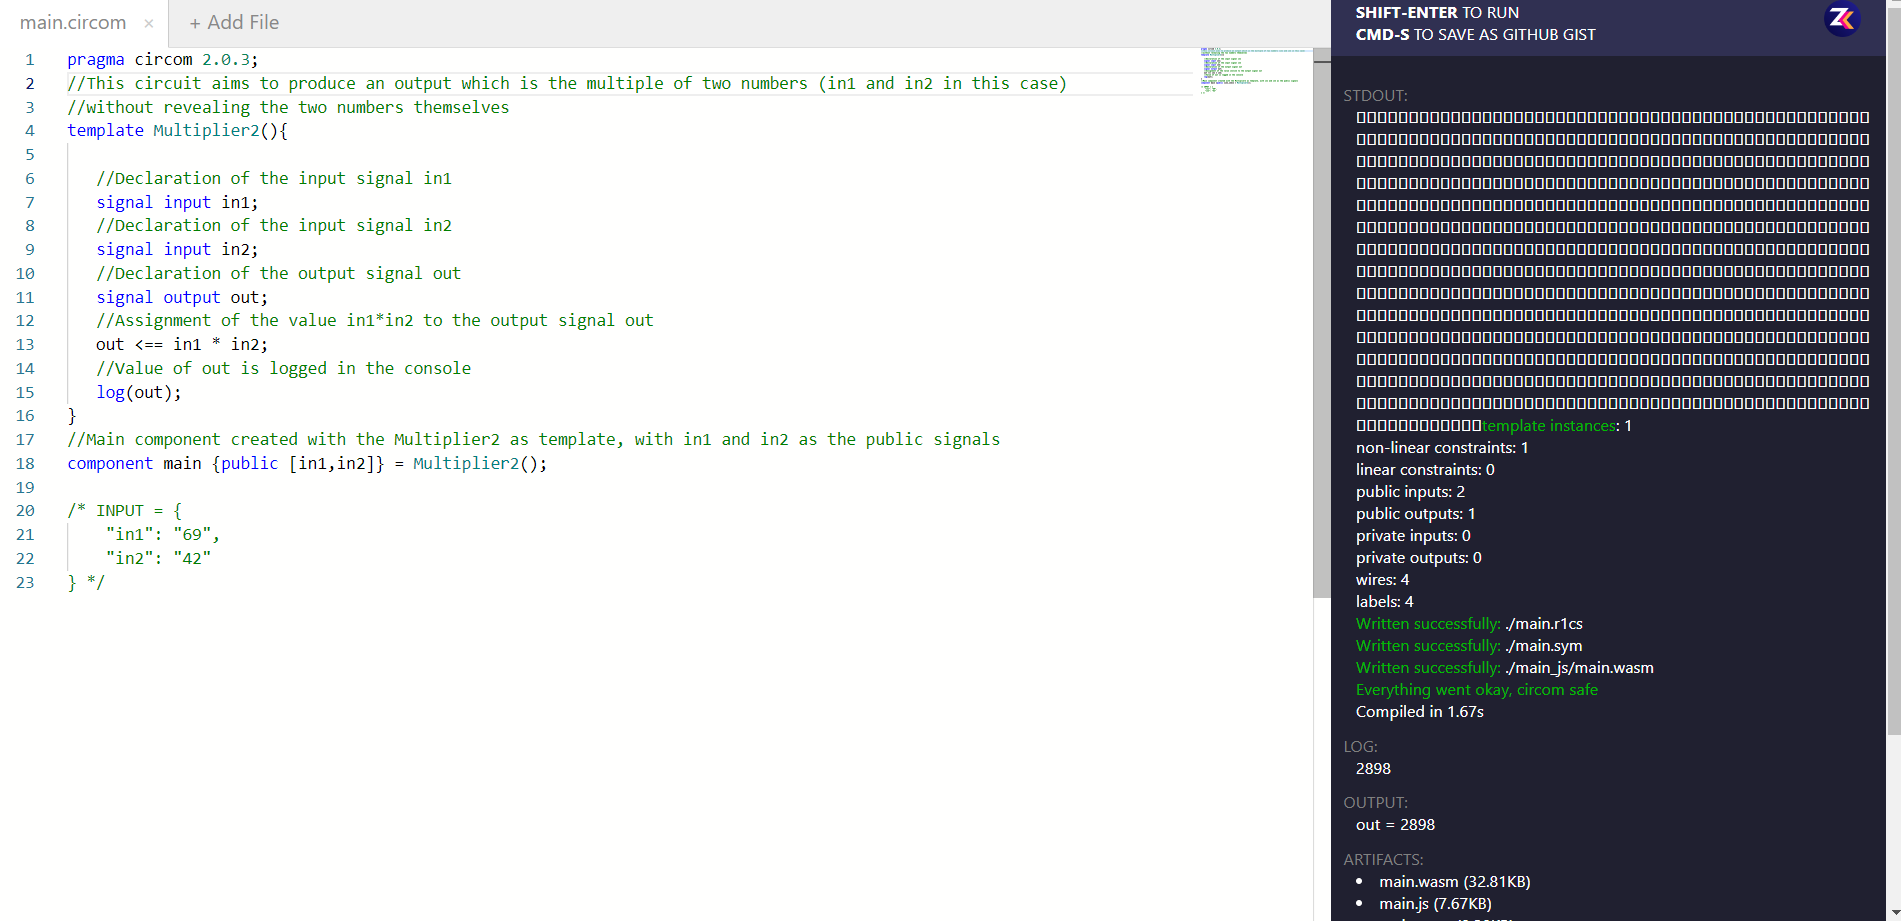 main.circom × + Add File
1 pragma circom 2.0.3;
2 //This circuit aims to produce an output which is the multiple of two numbers (in1 and in2 in this case)
3 //without revealing the two numbers themselves
4 template Multiplier2(){
5
6 //Declaration of the input signal in1
7 signal input in1;
8 //Declaration of the input signal in2
9 signal input in2;
10 //Declaration of the output signal out
11 signal output out;
12 //Assignment of the value in1*in2 to the output signal out
13 out <== in1 * in2;
14 //Value of out is logged in the console
15 log(out);
16 }
17 //Main component created with the Multiplier2 as template, with in1 and in2 as the public signals
18 component main {public [in1,in2]} = Multiplier2();
19
20 /* INPUT = {
21 "in1": "69",
22 "in2": "42"
23 } */
SHIFT-ENTER TO RUN
CMD-S TO SAVE AS GITHUB GIST
ZK
STDOUT:
template instances: 1
non-linear constraints: 1
linear constraints: 0
public inputs: 2
public outputs: 1
private inputs: 0
private outputs: 0
wires: 4
labels: 4
Written successfully: ./main.r1cs
Written successfully: ./main.sym
Written successfully: ./main_js/main.wasm
Everything went okay, circom safe
Compiled in 1.67s
LOG:
2898
OUTPUT:
out = 2898
ARTIFACTS:
• main.wasm (32.81KB)
• main.js (7.67KB)